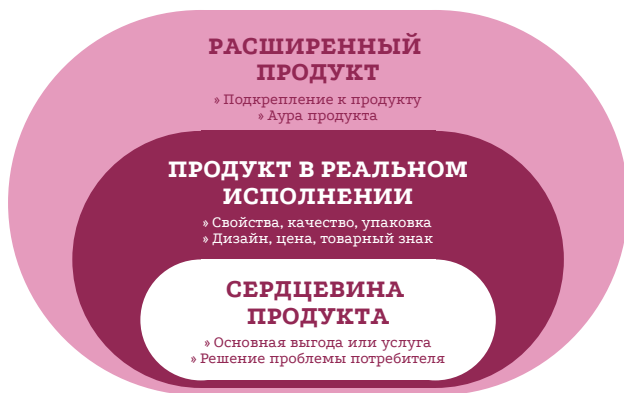 РАСШИРЕННЫЙ
ПРОДУКТ
» Подкрепление к продукту
» Аура продукта
ПРОДУКТ В РЕАЛЬНОМ
ИСПОЛНЕНИИ
» Свойства, качество, упаковка
» Дизайн, цена, товарный знак
СЕРДЦЕВИНА
ПРОДУКТА
» Основная выгода или услуга
» Решение проблемы потребителя